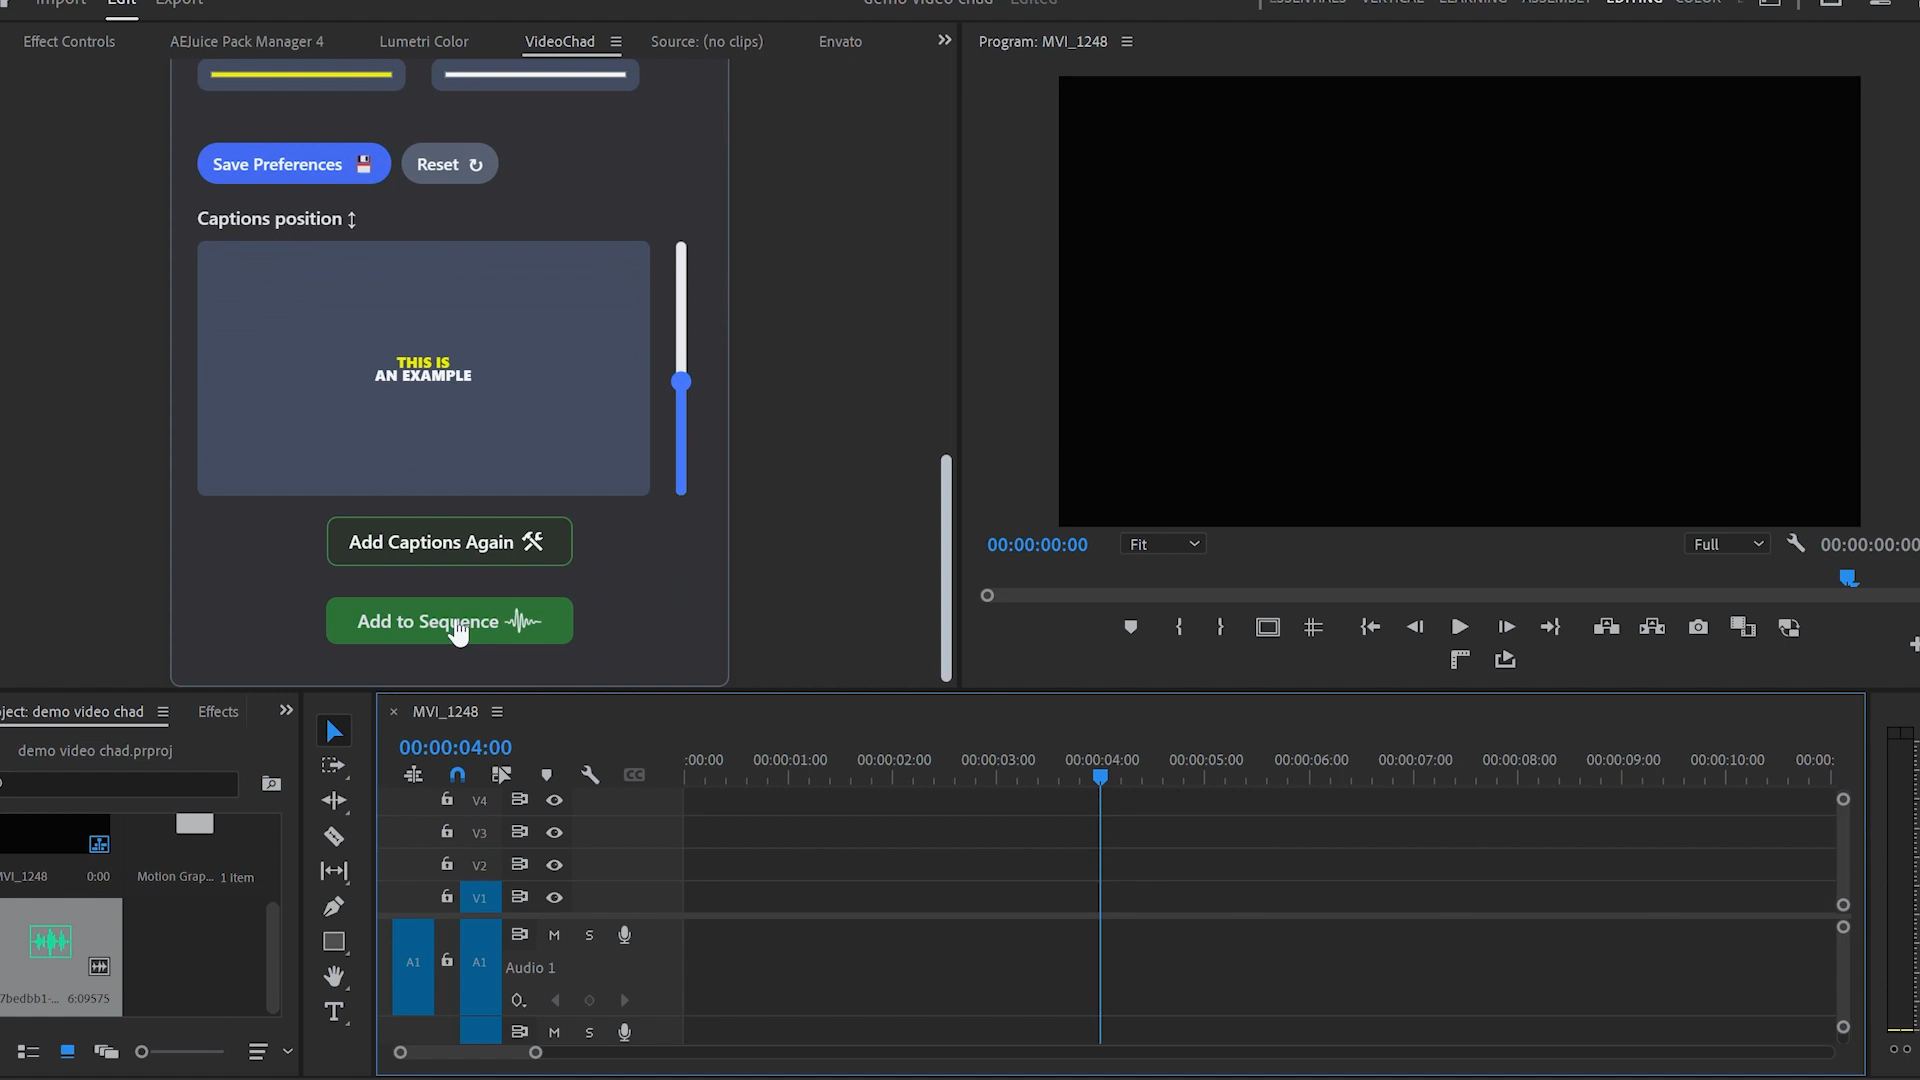 Import Edit Export
demo video chad Edited
ESSENTIALS VERTICAL LEARNING ASSEMBLY EDITING COLOR
Effect Controls
AEJuice Pack Manager 4
Lumetri Color
VideoChad
Source: (no clips)
Envato
Program: MVI_1248
Save Preferences
Reset
Captions position
THIS IS
AN EXAMPLE
Add Captions Again
Add to Sequence
00:00:00:00
Fit
Full
00:00:00:00
ject: demo video chad
Effects
demo video chad.prproj
MVI_1248
0:00
Motion Grap...
1 Item
7bedbb1-...
6:09575
MVI_1248
00:00:04:00
:00:00
00:00:01:00
00:00:02:00
00:00:03:00
00:00:04:00
00:00:05:00
00:00:06:00
00:00:07:00
00:00:08:00
00:00:09:00
00:00:10:00
00:00:
CC
V4
V3
V2
V1
A1
A1
M
S
Audio 1
M
S